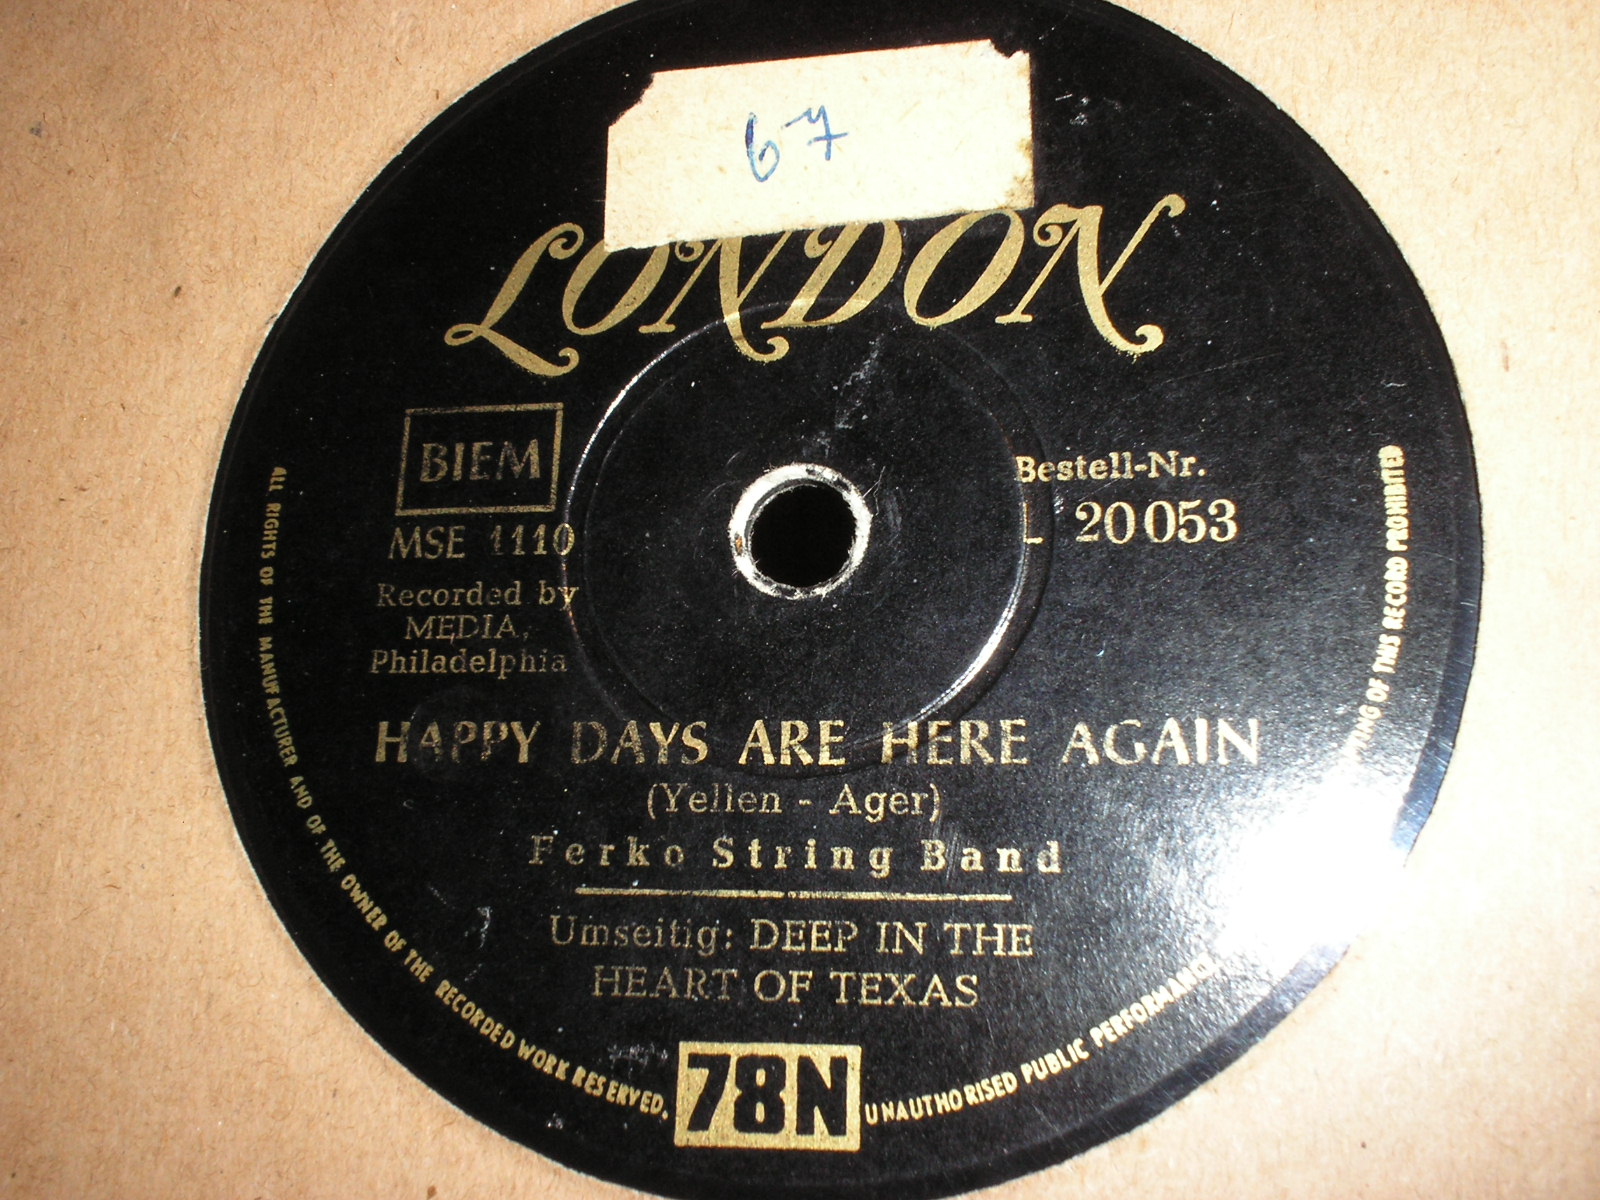 67
LONDON
BIEM
MSE 1110
Recorded by
MEDIA,
Philadelphia
Bestell-Nr.
L 20053
HAPPY DAYS ARE HERE AGAIN
(Yellen - Ager)
Ferko String Band
Umseitig: DEEP IN THE
HEART OF TEXAS
78N
ALL RIGHTS OF THE MANUFACTURER AND OF THE OWNER OF THE RECORDED WORK RESERVED.
UNAUTHORISED PUBLIC PERFORMANCE
OF THIS RECORD PROHIBITED